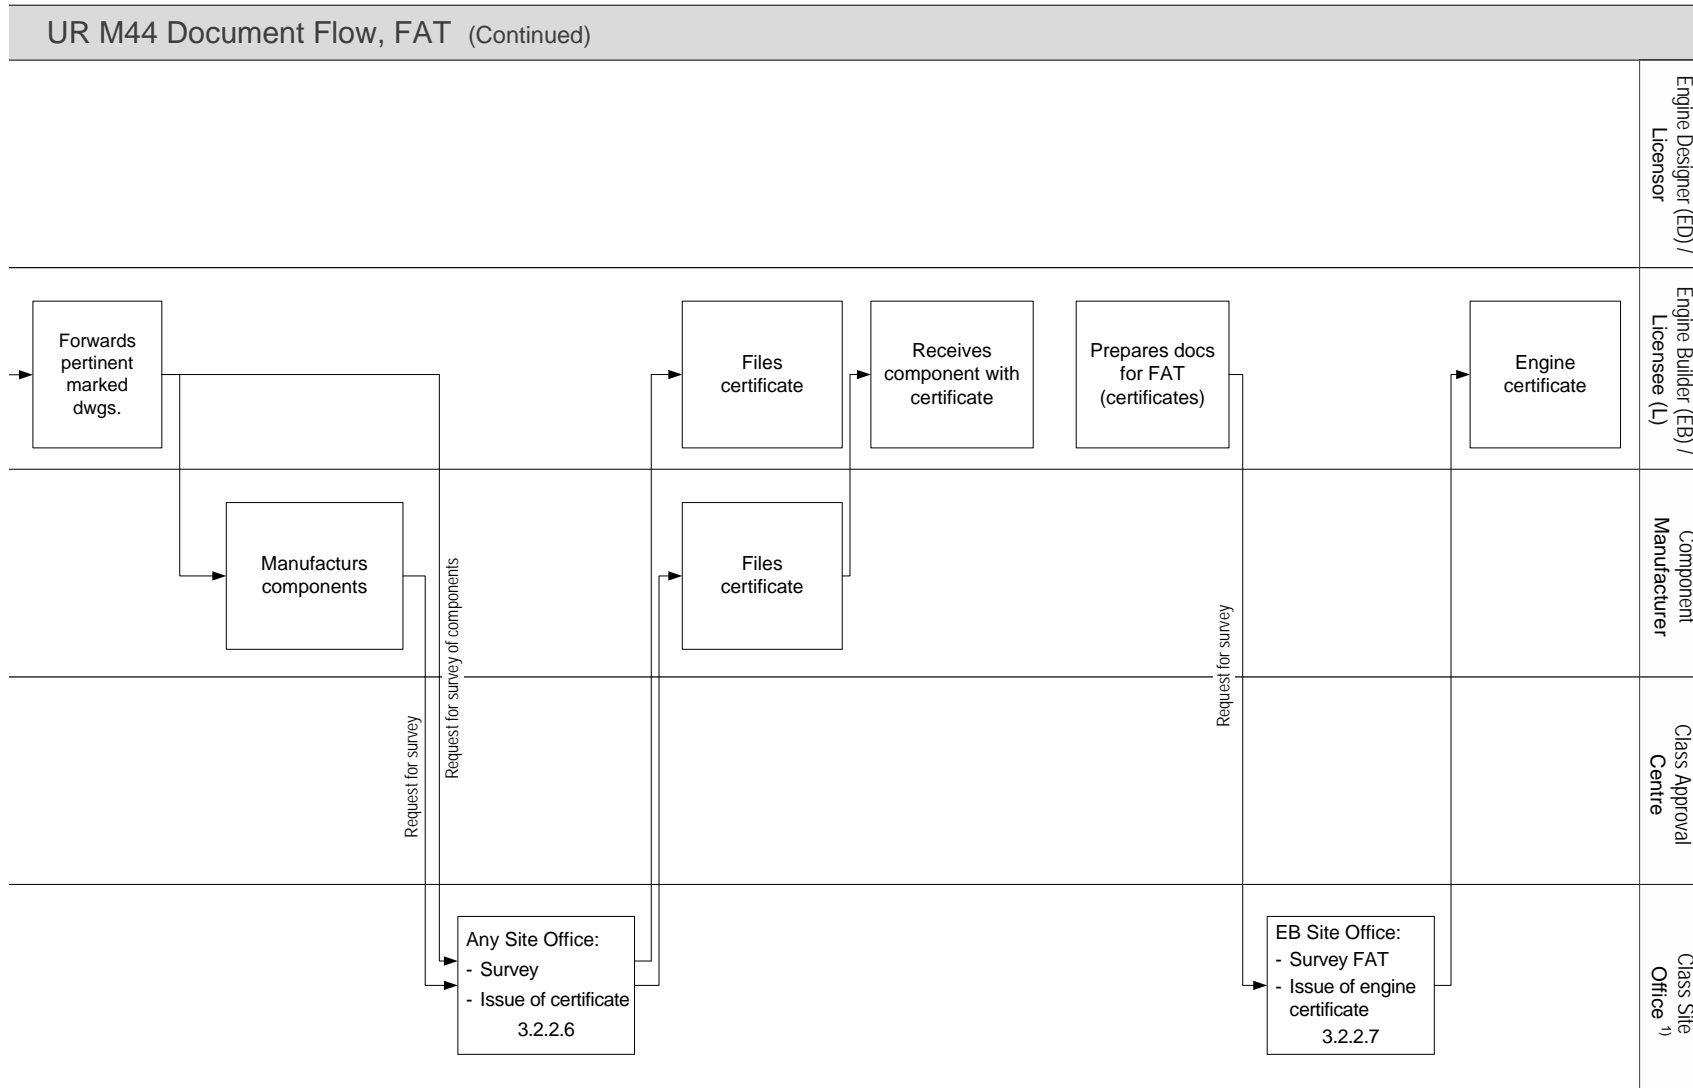 UR M44 Document Flow, FAT (Continued)
Engine Designer (ED) /
Licensor
Forwards
pertinent
marked
dwgs.
Files
certificate
Receives
component with
certificate
Prepares docs
for FAT
(certificates)
Engine
certificate
Engine Builder (EB) /
Licensee (L)
Manufacturs
components
Files
certificate
Component
Manufacturer
Request for survey
Request for survey of components
Request for survey
Class Approval
Centre
Any Site Office:
- Survey
- Issue of certificate
3.2.2.6
EB Site Office:
- Survey FAT
- Issue of engine
certificate
3.2.2.7
Class Site
Office 1)